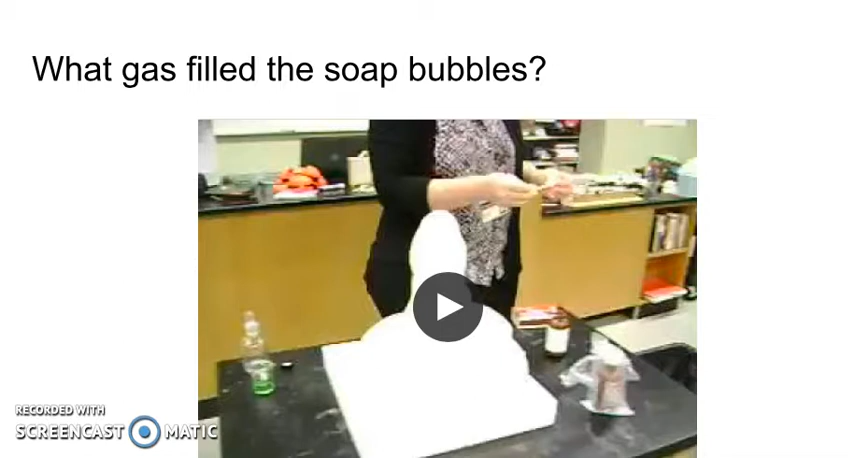 What gas filled the soap bubbles?
RECORDED WITH
SCREENCAST MATIC